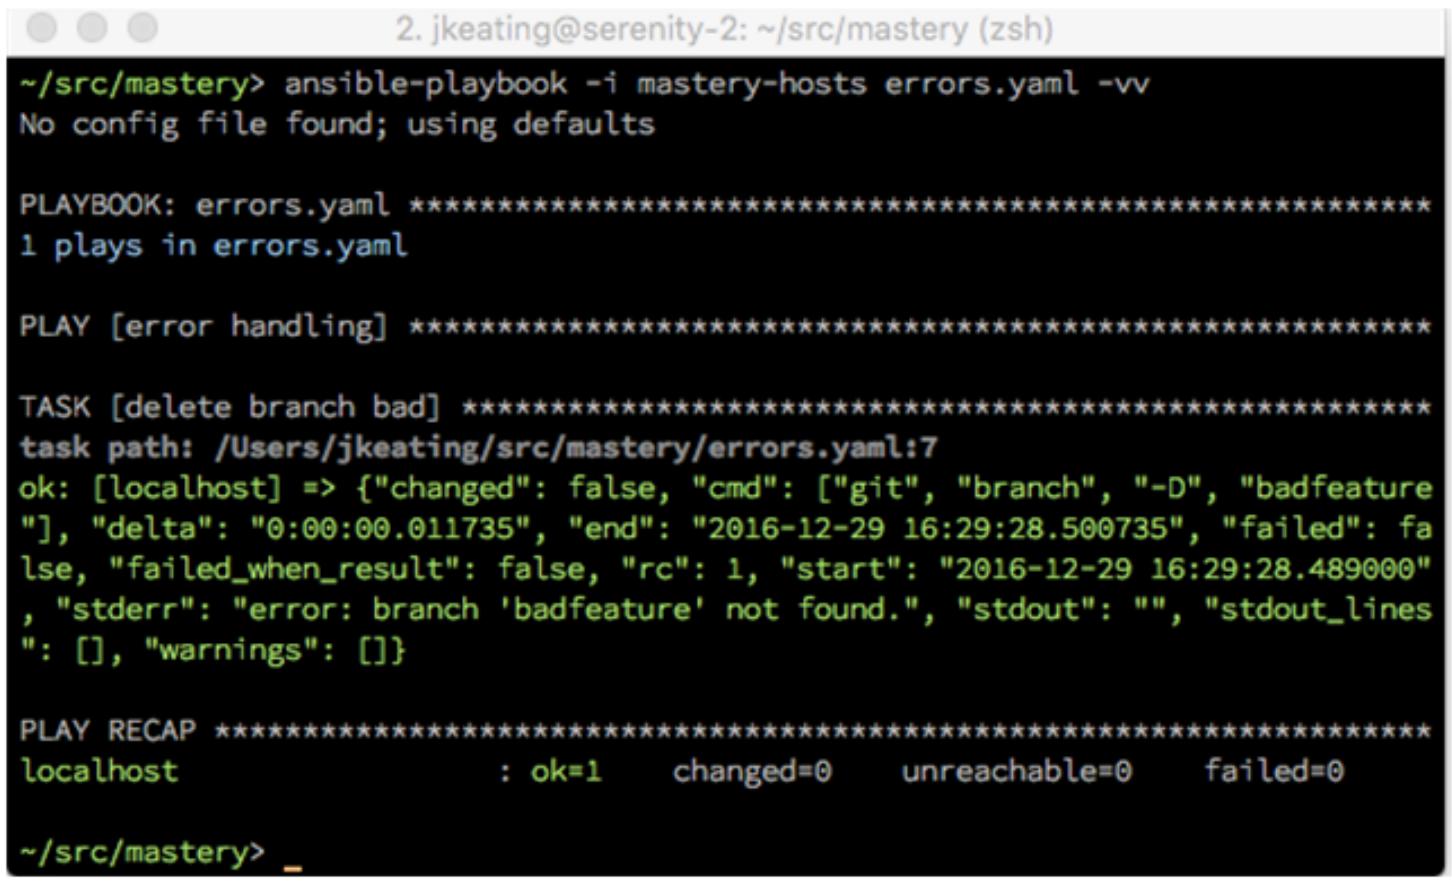 2. jkeating@serenity-2: ~/src/mastery (zsh)
~/src/mastery> ansible-playbook -i mastery-hosts errors.yaml -vv
No config file found; using defaults
PLAYBOOK: errors.yaml **********************************************************
1 plays in errors.yaml
PLAY [error handling] **********************************************************
TASK [delete branch bad] *******************************************************
task path: /Users/jkeating/src/mastery/errors.yaml:7
ok: [localhost] => {"changed": false, "cmd": ["git", "branch", "-D", "badfeature
"], "delta": "0:00:00.011735", "end": "2016-12-29 16:29:28.500735", "failed": fa
lse, "failed_when_result": false, "rc": 1, "start": "2016-12-29 16:29:28.489000"
, "stderr": "error: branch 'badfeature' not found.", "stdout": "", "stdout_lines
": [], "warnings": []}
PLAY RECAP *********************************************************************
localhost                  : ok=1    changed=0    unreachable=0    failed=0
~/src/mastery> _